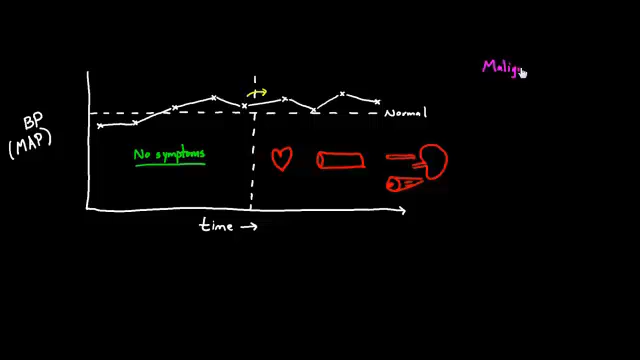 Malig
BP
(MAP)
Normal
No symptoms
time →